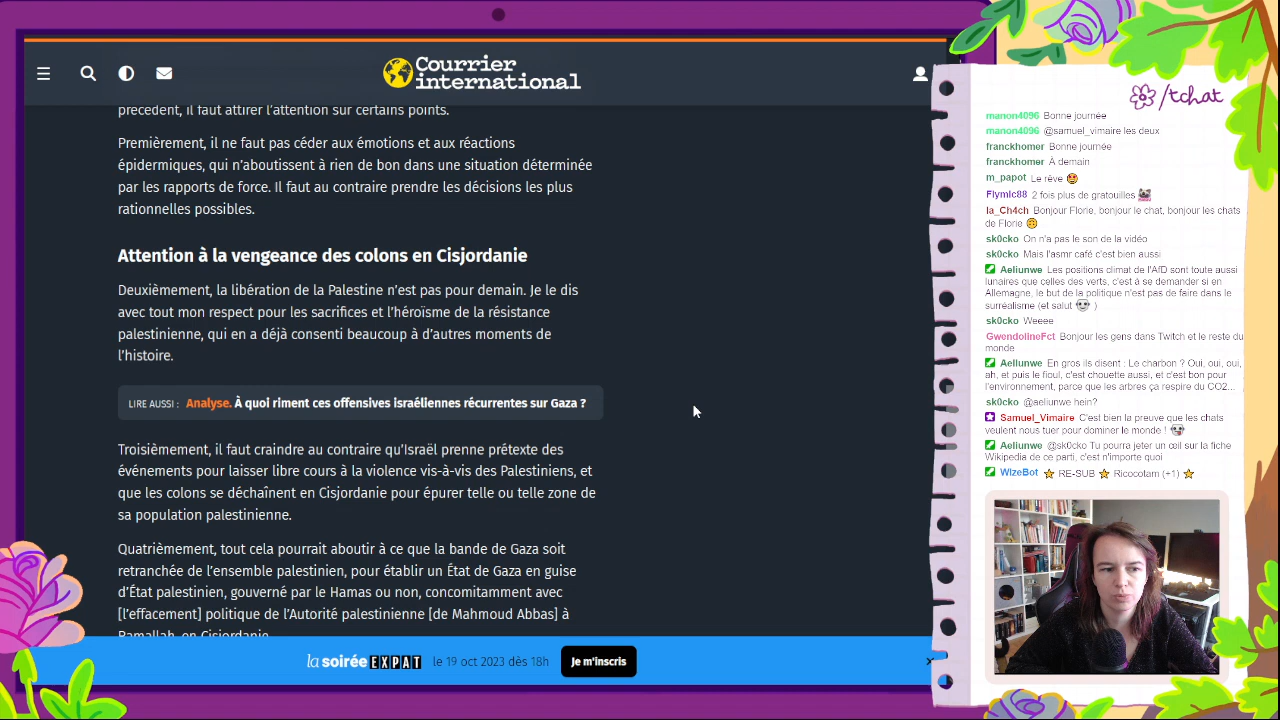 Courrier
international
précédent, il faut attirer l'attention sur certains points.
Premièrement, il ne faut pas céder aux émotions et aux réactions
épidermiques, qui n'aboutissent à rien de bon dans une situation déterminée
par les rapports de force. Il faut au contraire prendre les décisions les plus
rationnelles possibles.
Attention à la vengeance des colons en Cisjordanie
Deuxièmement, la libération de la Palestine n'est pas pour demain. Je le dis
avec tout mon respect pour les sacrifices et l'héroïsme de la résistance
palestinienne, qui en a déjà consenti beaucoup à d'autres moments de
l'histoire.
LIRE AUSSI : Analyse. À quoi riment ces offensives israéliennes récurrentes sur Gaza ?
Troisièmement, il faut craindre au contraire qu'Israël prenne prétexte des
événements pour laisser libre cours à la violence vis-à-vis des Palestiniens, et
que les colons se déchaînent en Cisjordanie pour épurer telle ou telle zone de
sa population palestinienne.
Quatrièmement, tout cela pourrait aboutir à ce que la bande de Gaza soit
retranchée de l'ensemble palestinien, pour établir un État de Gaza en guise
d'État palestinien, gouverné par le Hamas ou non, concomitamment avec
[l'effacement] politique de l'Autorité palestinienne [de Mahmoud Abbas] à
Ramallah, en Cisjordanie.
la soirée EXPAT le 19 oct 2023 dès 18h Je m'inscris
/tchat
manon4096 Bonne journée
manon4096 @samuel_vimaire les deux
franckhomer Bonne journée
franckhomer À demain
m_papot Le rêve
Flymic88 2 fois plus de gratouilles
la_Ch4ch Bonjour Florie, bonjour le chat, bonjour les chats
de Florie
sk0cko On n'a pas le son de la vidéo
sk0cko Mais l'asmr café c'est bien aussi
Aeliunwe Les positions climat de l'AfD sont toute aussi
lunaires que celles des verts, c'est à se demander si en
Allemagne, le but de la politique n'est pas de faire dans le
surréalisme (et salut )
sk0cko Weeee
GwendolineFct Bonjour les gens dans Twitch et le reste du
monde
Aeliunwe En gros ils disent : Le charbon ? Oui, oui, oui,
ah, et puis le fioul, c'est chouette aussi, et c'est bon pour
l'environnement, parce que les arbres ça respire du CO2...
sk0cko @aeliunwe hein?
Samuel_Vimaire C'est bien la preuve que les chats
veulent nous tuer pour dominer le monde !
Aeliunwe @sk0cko Tu pourra jeter un œil sur la fiche
Wikipedia de ce parti, c'est n'importe quoi
WizeBot RE-SUB Ricocotam (+1)